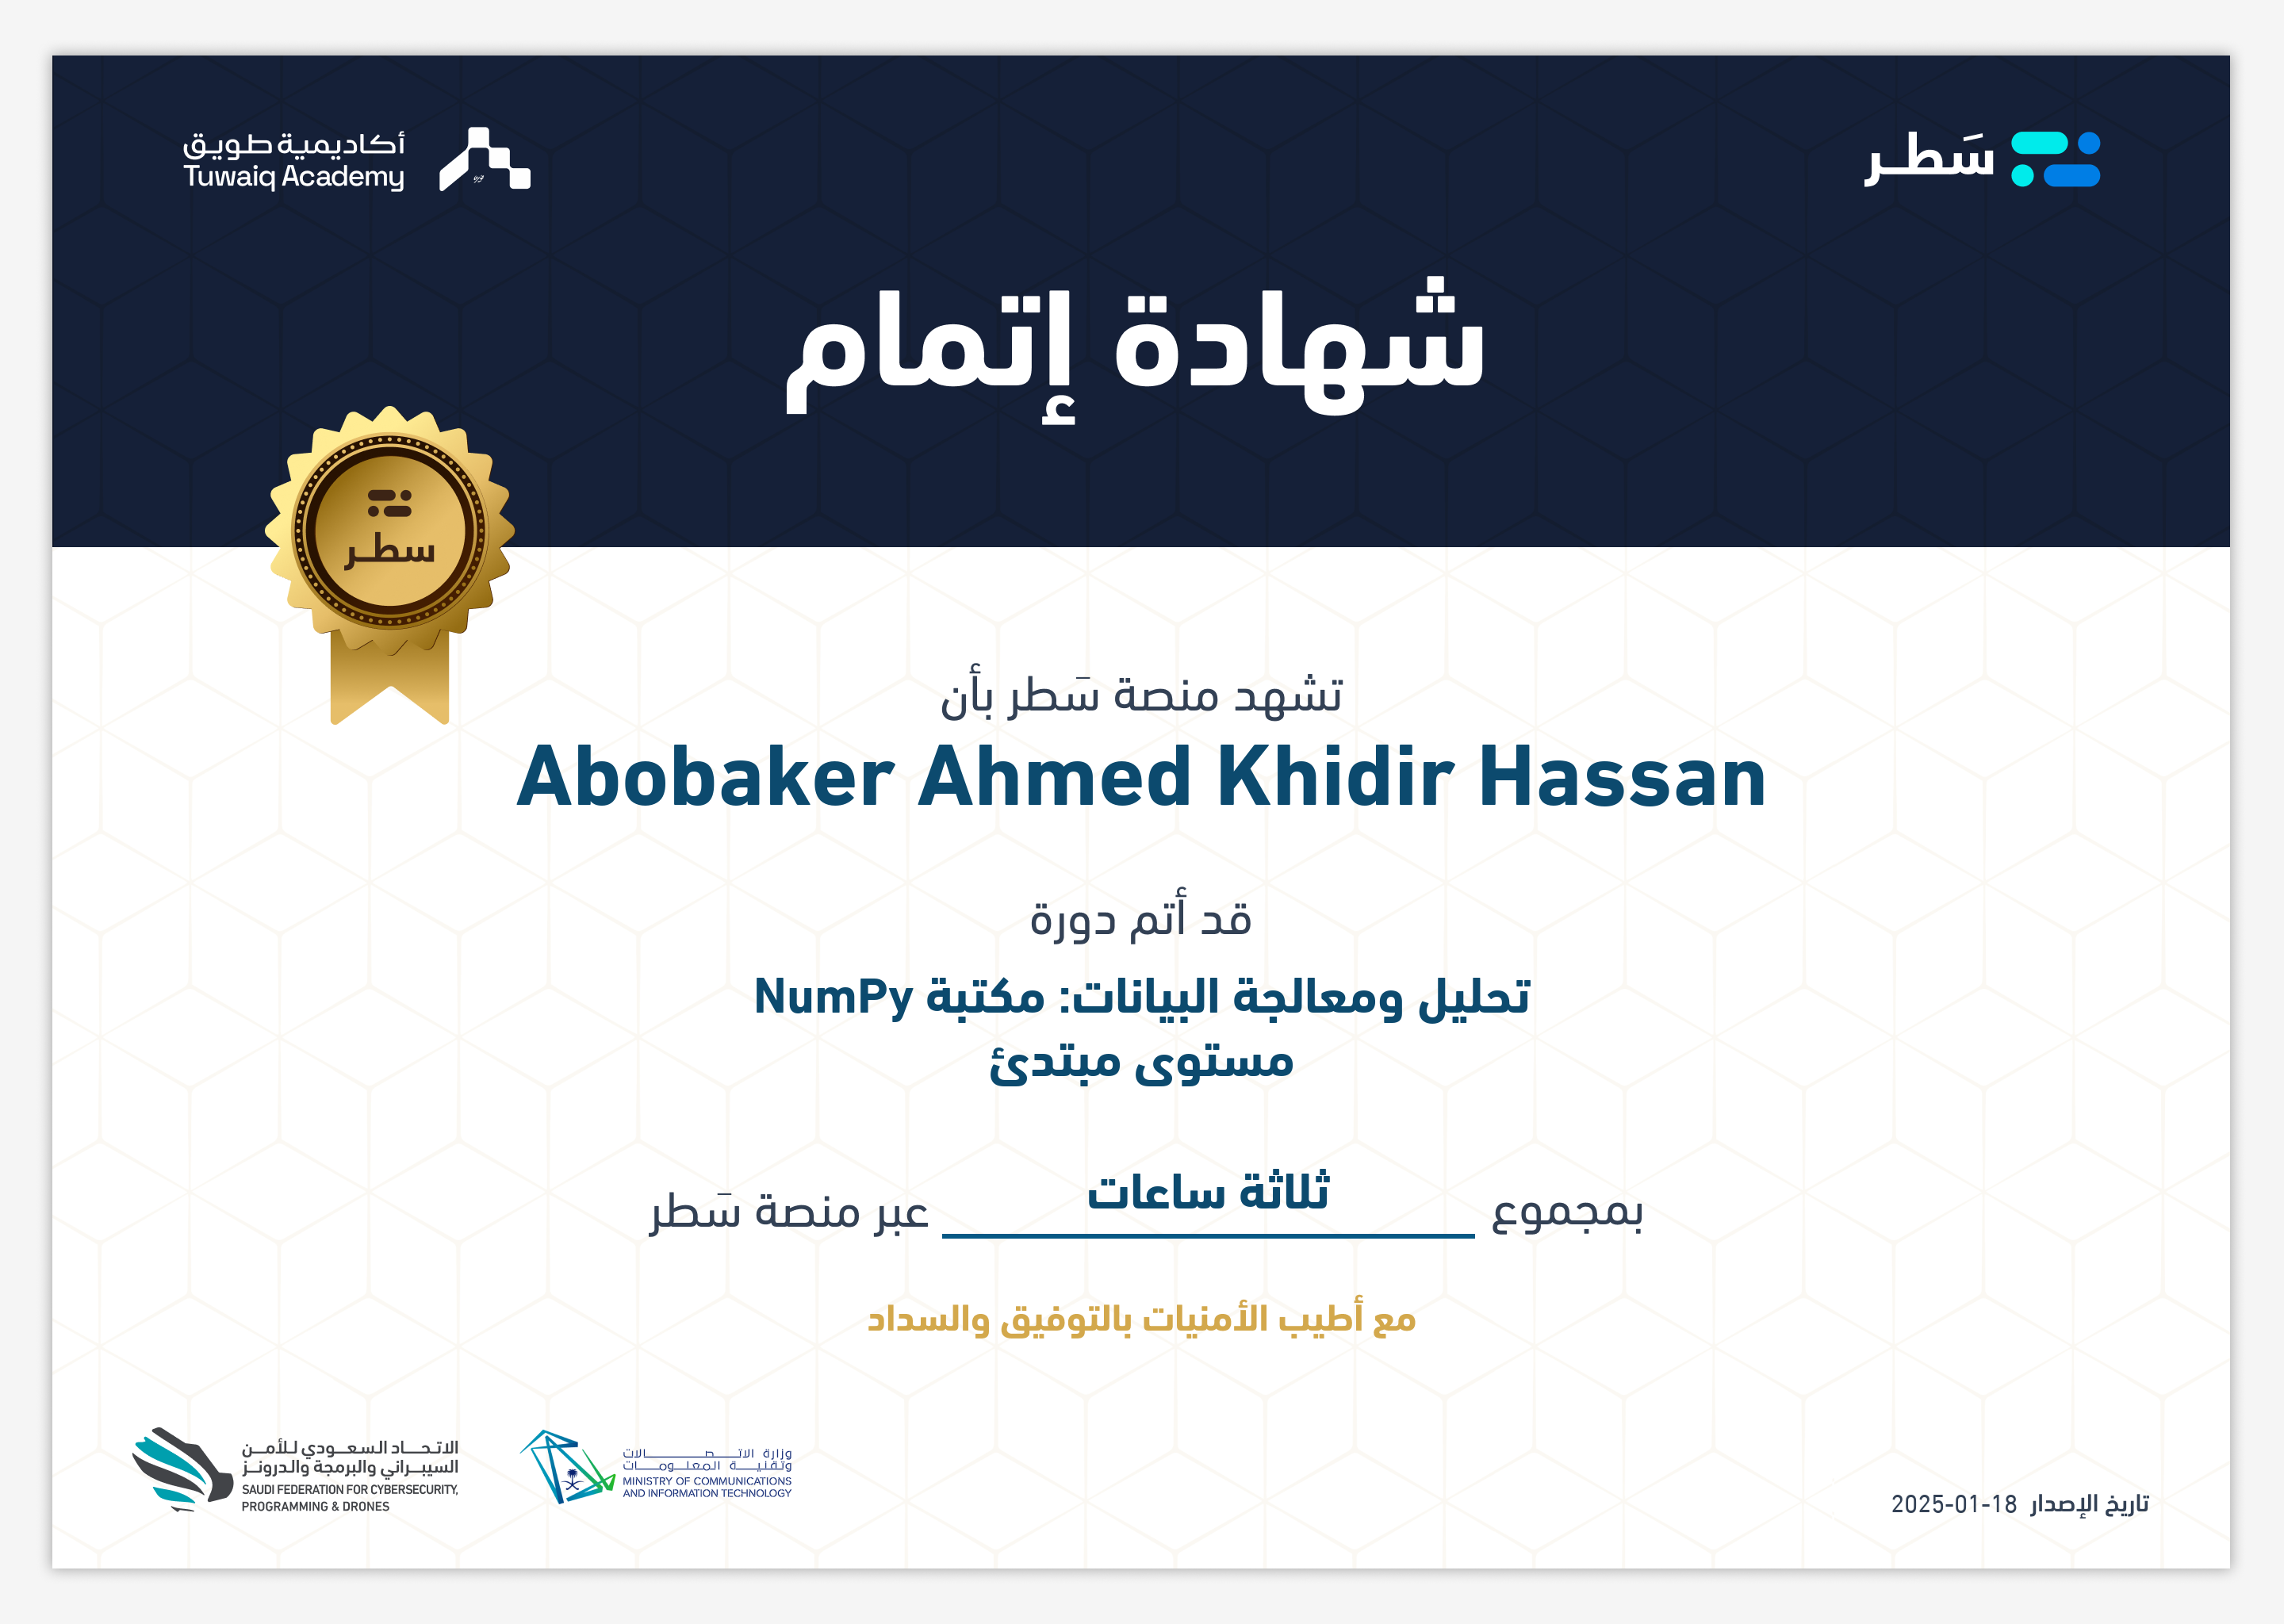 سَطر
أكاديمية طويق
Tuwaiq Academy
شهادة إتمام
سطر
تشهد منصة سَطر بأن
Abobaker Ahmed Khidir Hassan
قد أتم دورة
تحليل ومعالجة البيانات: مكتبة NumPy
مستوى مبتدئ
بمجموع ثلاثة ساعات عبر منصة سَطر
مع أطيب الأمنيات بالتوفيق والسداد
الاتحاد السعودي للأمن
السيبراني والبرمجة والدرونز
SAUDI FEDERATION FOR CYBERSECURITY,
PROGRAMMING & DRONES
وزارة الاتصالات
وتقنية المعلومات
MINISTRY OF COMMUNICATIONS
AND INFORMATION TECHNOLOGY
تاريخ الإصدار 2025-01-18